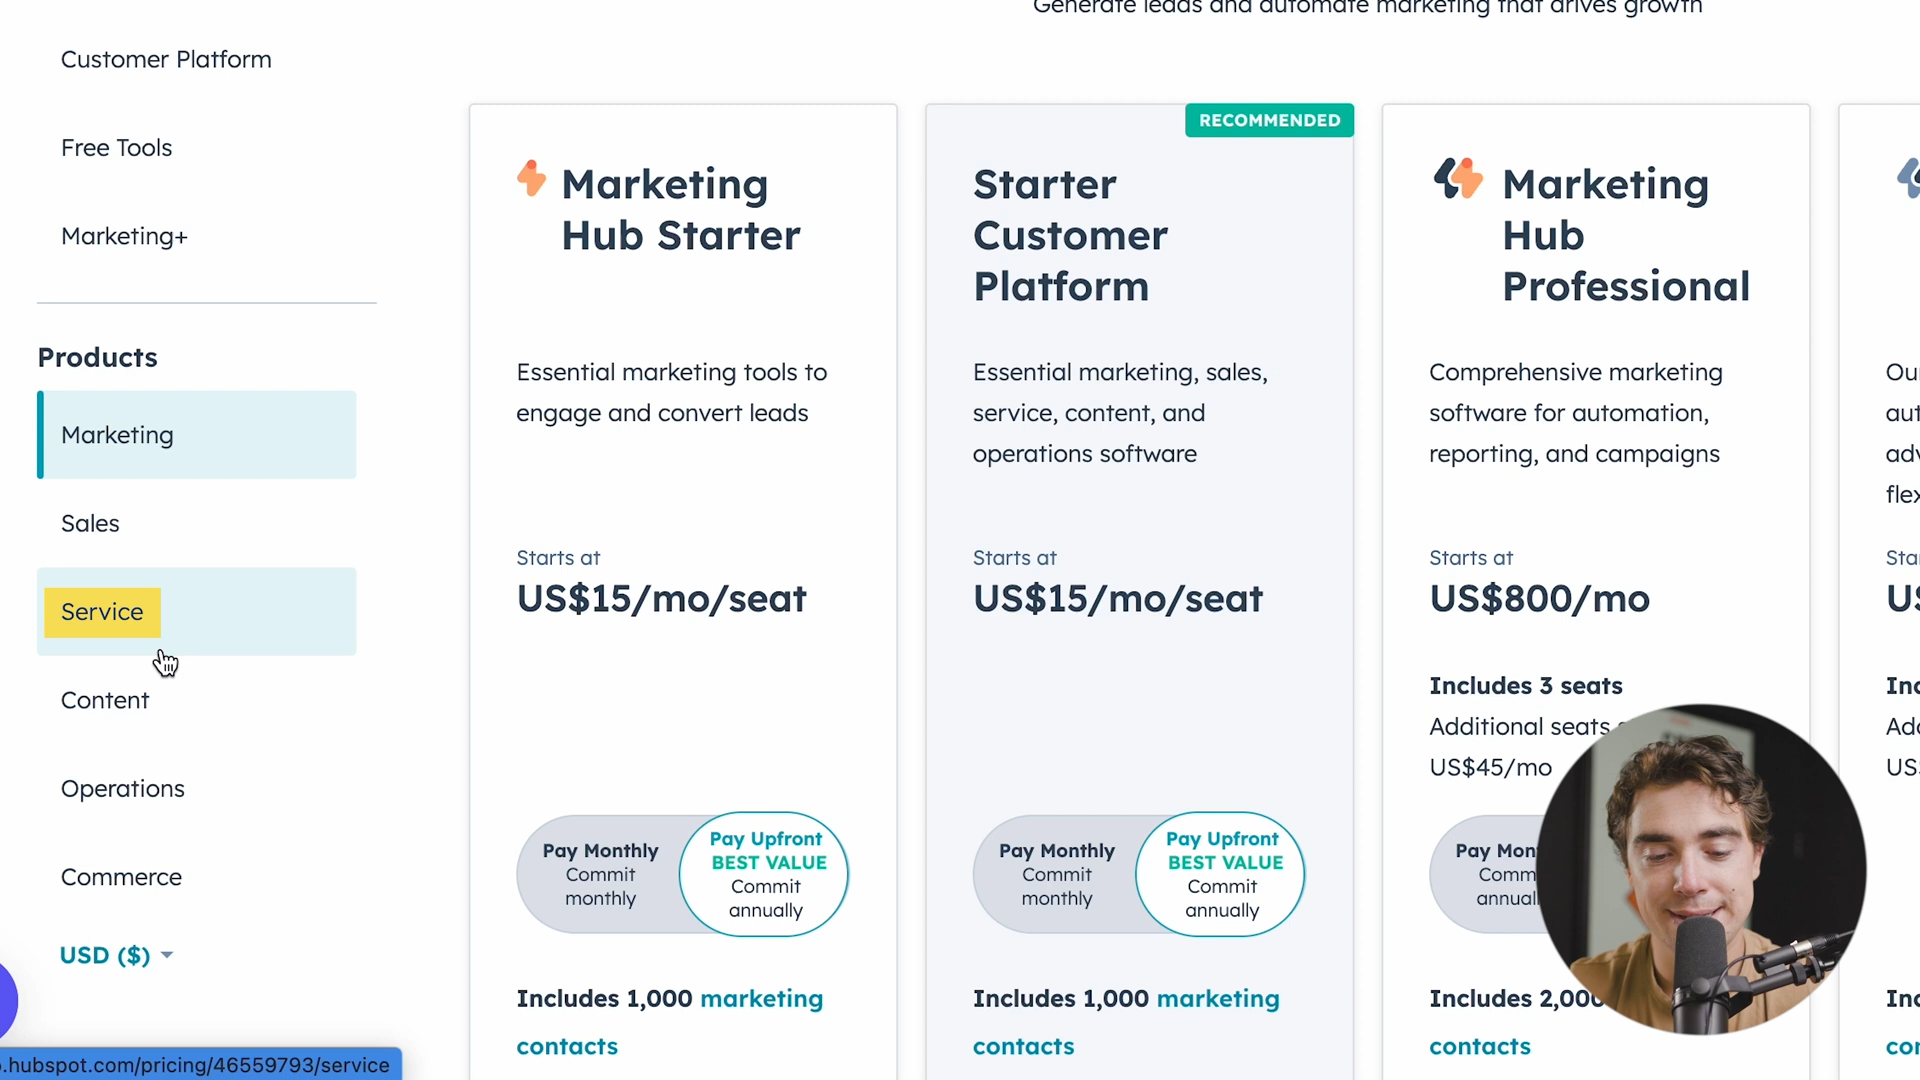 Generate leads and automate marketing that drives growth
Customer Platform
Free Tools
Marketing+
Products
Marketing
Sales
Service
Content
Operations
Commerce
USD ($)
.hubspot.com/pricing/46559793/service
Marketing
Hub Starter
Essential marketing tools to
engage and convert leads
Starts at
US$15/mo/seat
Pay Monthly
Commit
monthly
Pay Upfront
BEST VALUE
Commit
annually
Includes 1,000 marketing
contacts
RECOMMENDED
Starter
Customer
Platform
Essential marketing, sales,
service, content, and
operations software
Starts at
US$15/mo/seat
Pay Monthly
Commit
monthly
Pay Upfront
BEST VALUE
Commit
annually
Includes 1,000 marketing
contacts
Marketing
Hub
Professional
Comprehensive marketing
software for automation,
reporting, and campaigns
Starts at
US$800/mo
Includes 3 seats
Additional seats
US$45/mo
Pay
Includes
contacts